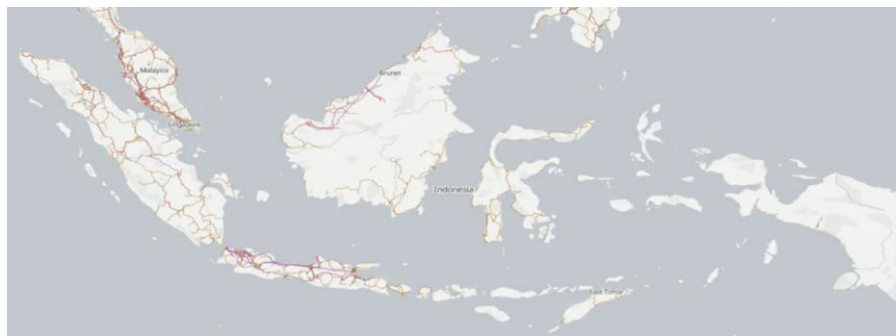 Malaysia
Brunei
Singapore
Indonesia
East Timor